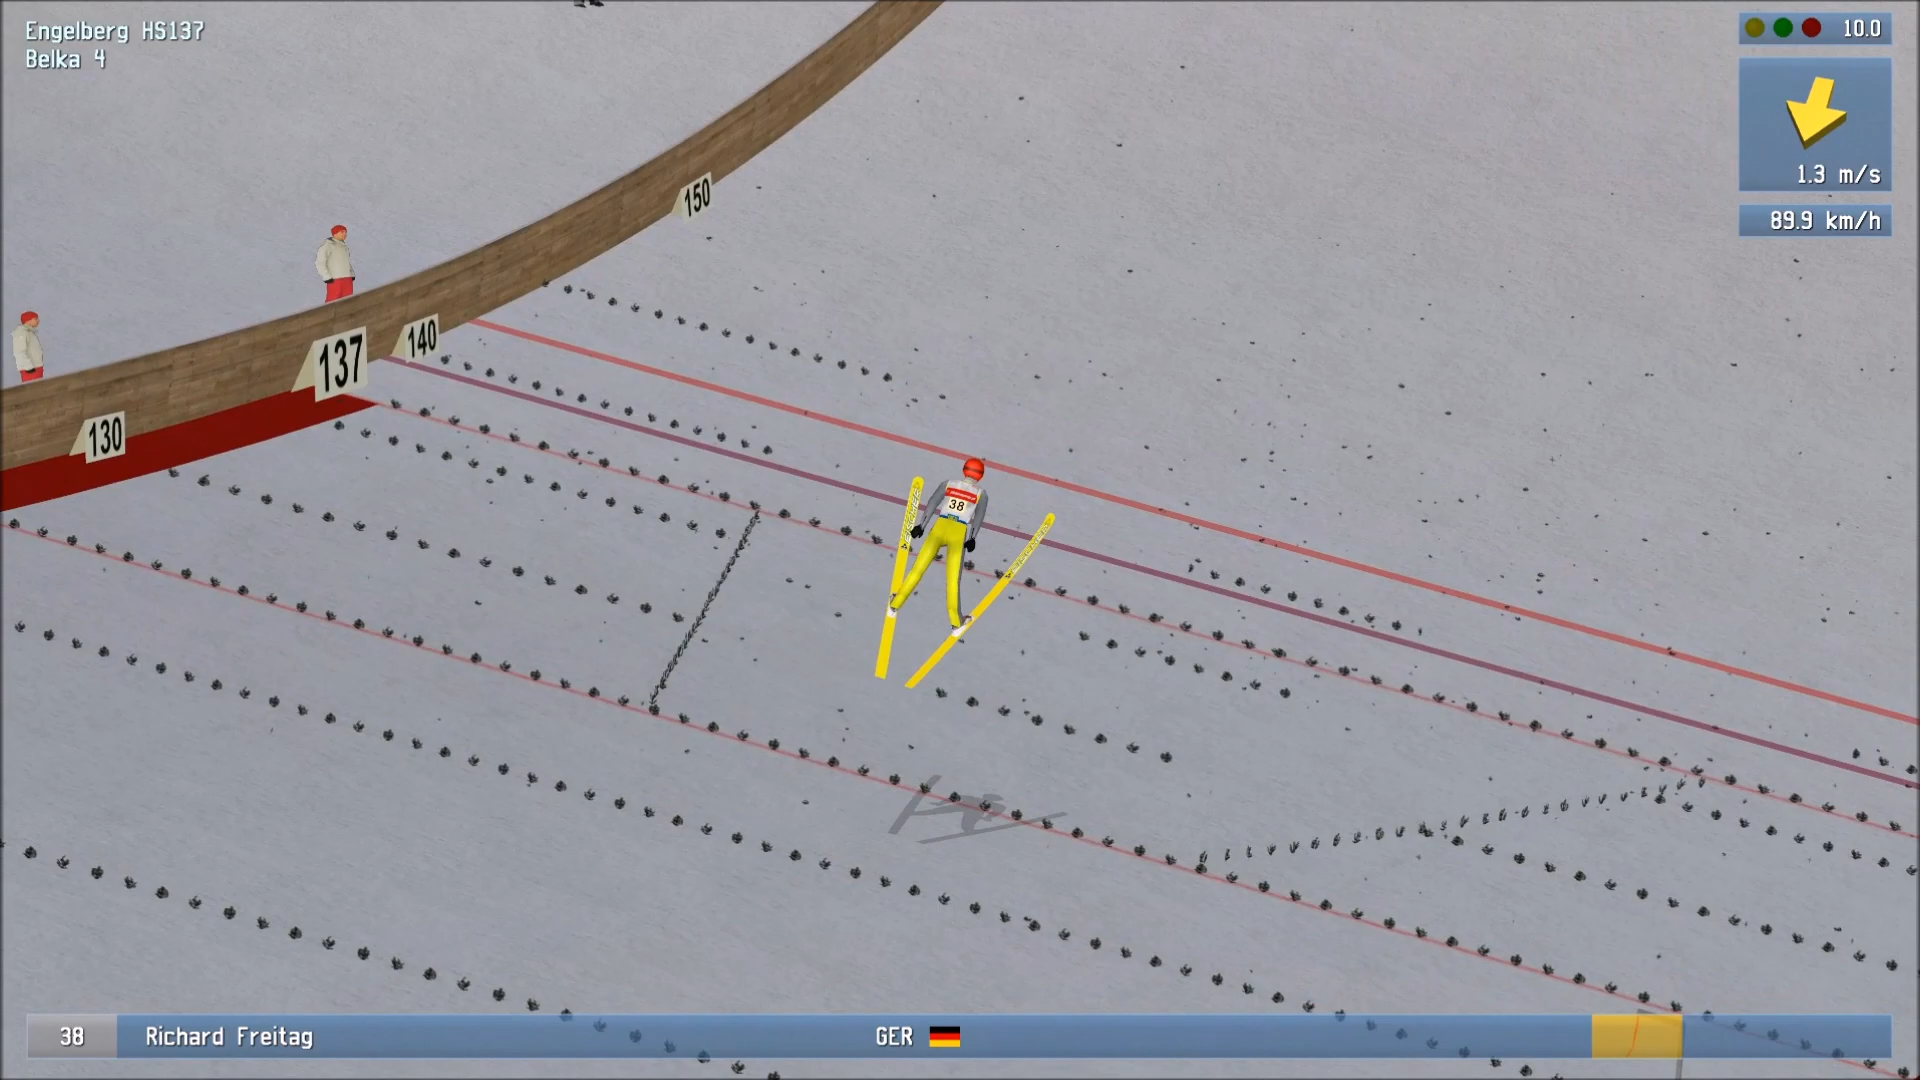 Engelberg HS137
Belka 4
10.0
1.3 m/s
89.9 km/h
150
140
137
130
38
38
Richard Freitag
GER